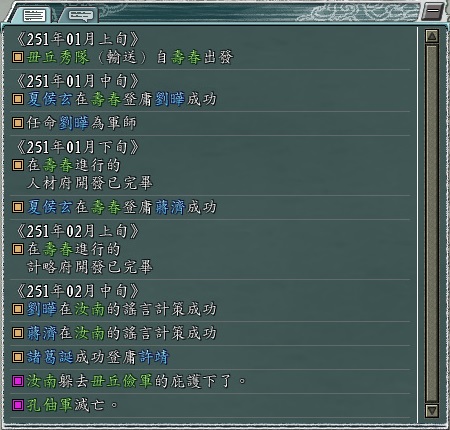 《251年01月上旬》
毌丘秀隊（輸送）自壽春出發
《251年01月中旬》
夏侯玄在壽春登庸劉曄成功
任命劉曄為軍師
《251年01月下旬》
在壽春進行的
人材府開發已完畢
夏侯玄在壽春登庸蔣濟成功
《251年02月上旬》
在壽春進行的
計略府開發已完畢
《251年02月中旬》
劉曄在汝南的謠言計策成功
蔣濟在汝南的謠言計策成功
諸葛誕成功登庸許靖
汝南躲去毌丘儉軍的庇護下了。
孔伷軍滅亡。